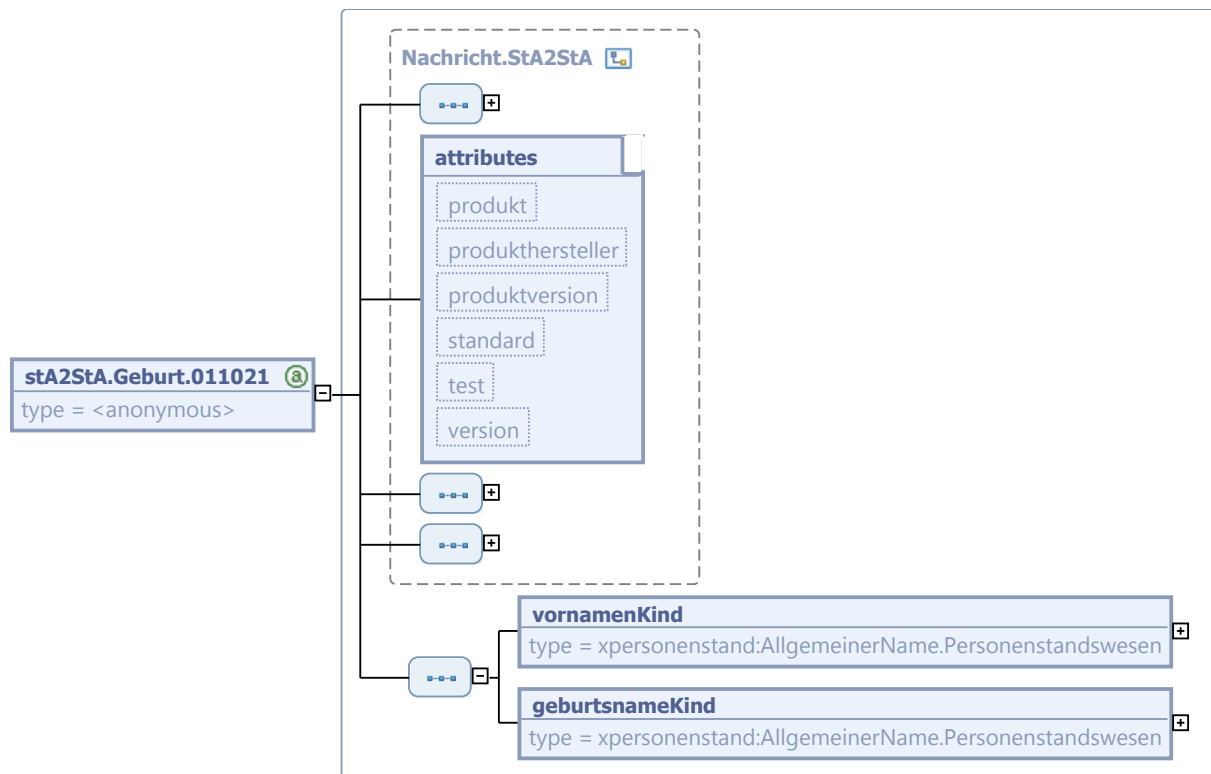 Nachricht.StA2StA
attributes
produkt
produkthersteller
produktversion
standard
test
version
stA2StA.Geburt.011021
type = <anonymous>
vornamenKind
type = xpersonenstand:AllgemeinerName.Personenstandswesen
geburtsnameKind
type = xpersonenstand:AllgemeinerName.Personenstandswesen